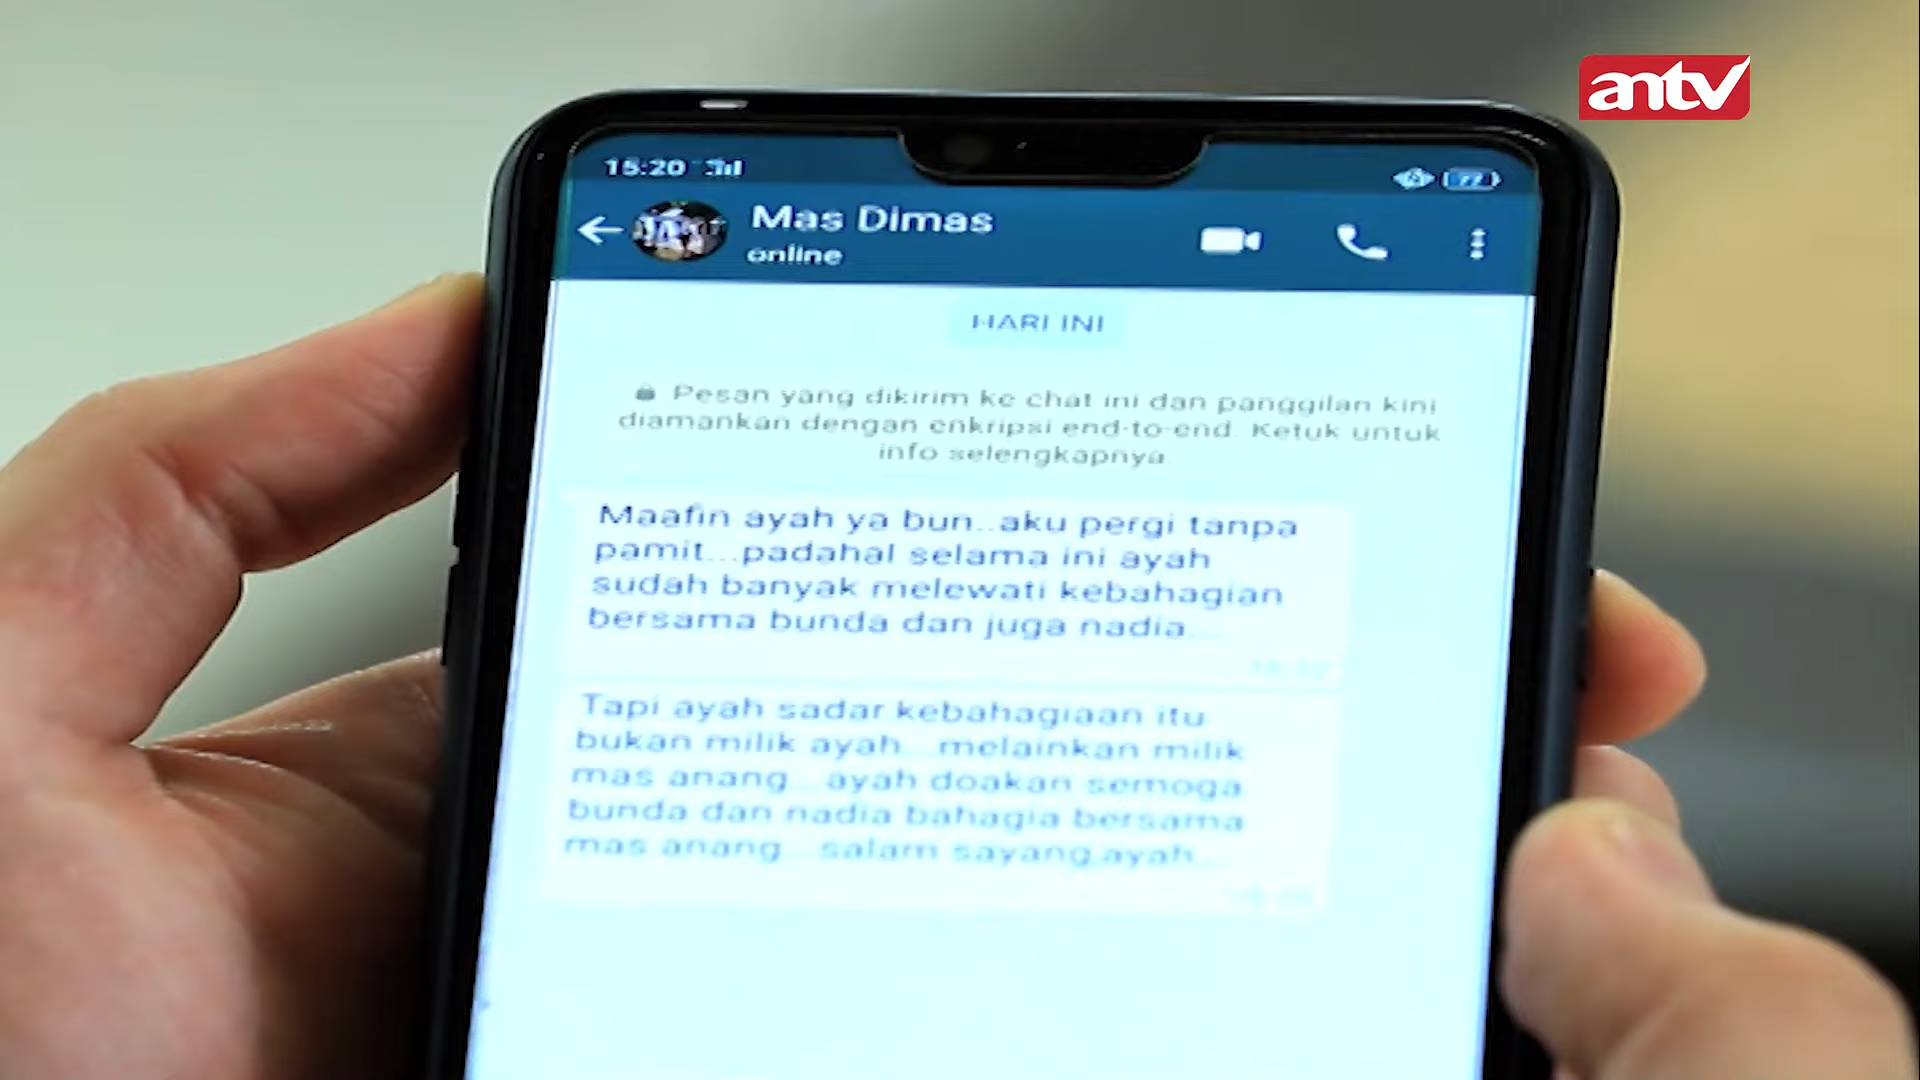 antv
15:20
77
Mas Dimas
online
HARI INI
Pesan yang dikirim ke chat ini dan panggilan kini
diamankan dengan enkripsi end-to-end. Ketuk untuk
info selengkapnya.
Maafin ayah ya bun..aku pergi tanpa
pamit...padahal selama ini ayah
sudah banyak melewati kebahagian
bersama bunda dan juga nadia...
Tapi ayah sadar kebahagiaan itu
bukan milik ayah...melainkan milik
mas anang...ayah doakan semoga
bunda dan nadia bahagia bersama
mas anang...salam sayang,ayah...